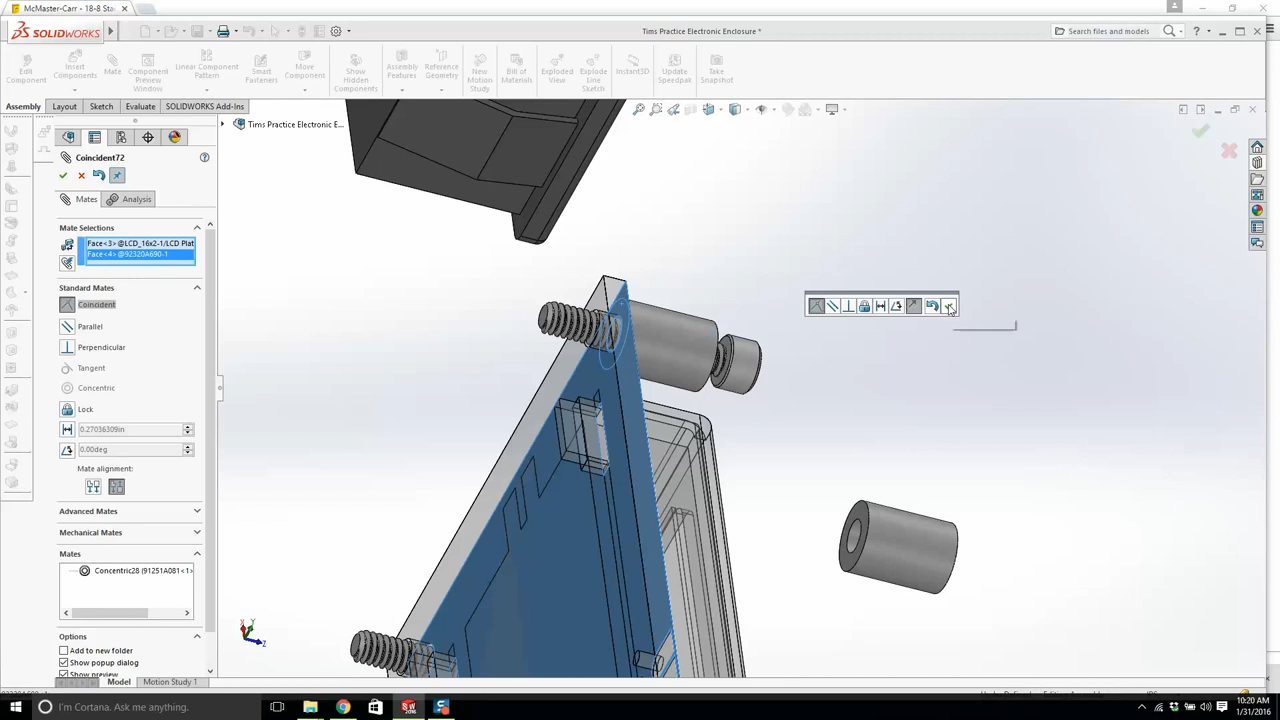 McMaster-Carr - 18-8 Sta
SOLIDWORKS
Tims Practice Electronic Enclosure *
Search files and models
Edit Component
Insert Components
Mate
Component Preview Window
Linear Component Pattern
Smart Fasteners
Move Component
Show Hidden Components
Assembly Features
Reference Geometry
New Motion Study
Bill of Materials
Exploded View
Explode Line Sketch
Instant3D
Update Speedpak
Take Snapshot
Assembly
Layout
Sketch
Evaluate
SOLIDWORKS Add-Ins
Tims Practice Electronic E...
Coincident72
Mates
Analysis
Mate Selections
Face<3> @LCD_16x2-1/LCD Plat
Face<4> @92320A690-1
Standard Mates
Coincident
Parallel
Perpendicular
Tangent
Concentric
Lock
0.27036309in
0.00deg
Mate alignment:
Advanced Mates
Mechanical Mates
Mates
Concentric28 (91251A081<1>
Options
Add to new folder
Show popup dialog
Show preview
Y
X
Z
Model
Motion Study 1
I'm Cortana. Ask me anything.
10:20 AM
1/31/2016